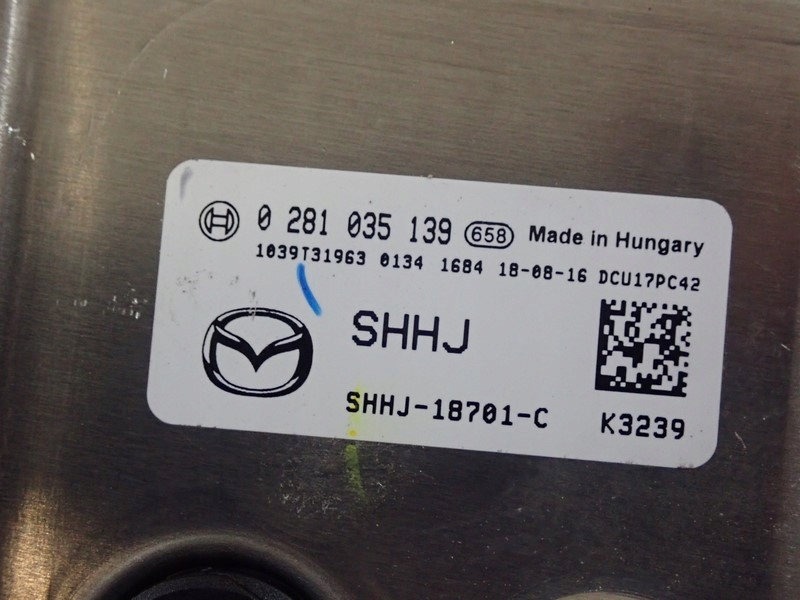 0 281 035 139 658 Made in Hungary
1039T31963 0134 1684 18-08-16 DCU17PC42
SHHJ
SHHJ-18701-C
K3239